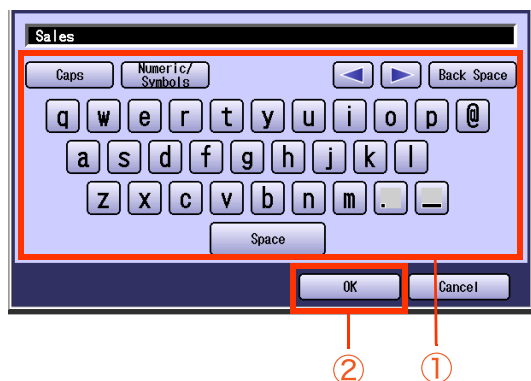 Sales
Caps Numeric/ Back Space
Symbols
q w e r t y u i o p @
a s d f g h j k l
z x c v b n m . _
Space
OK Cancel
② ①